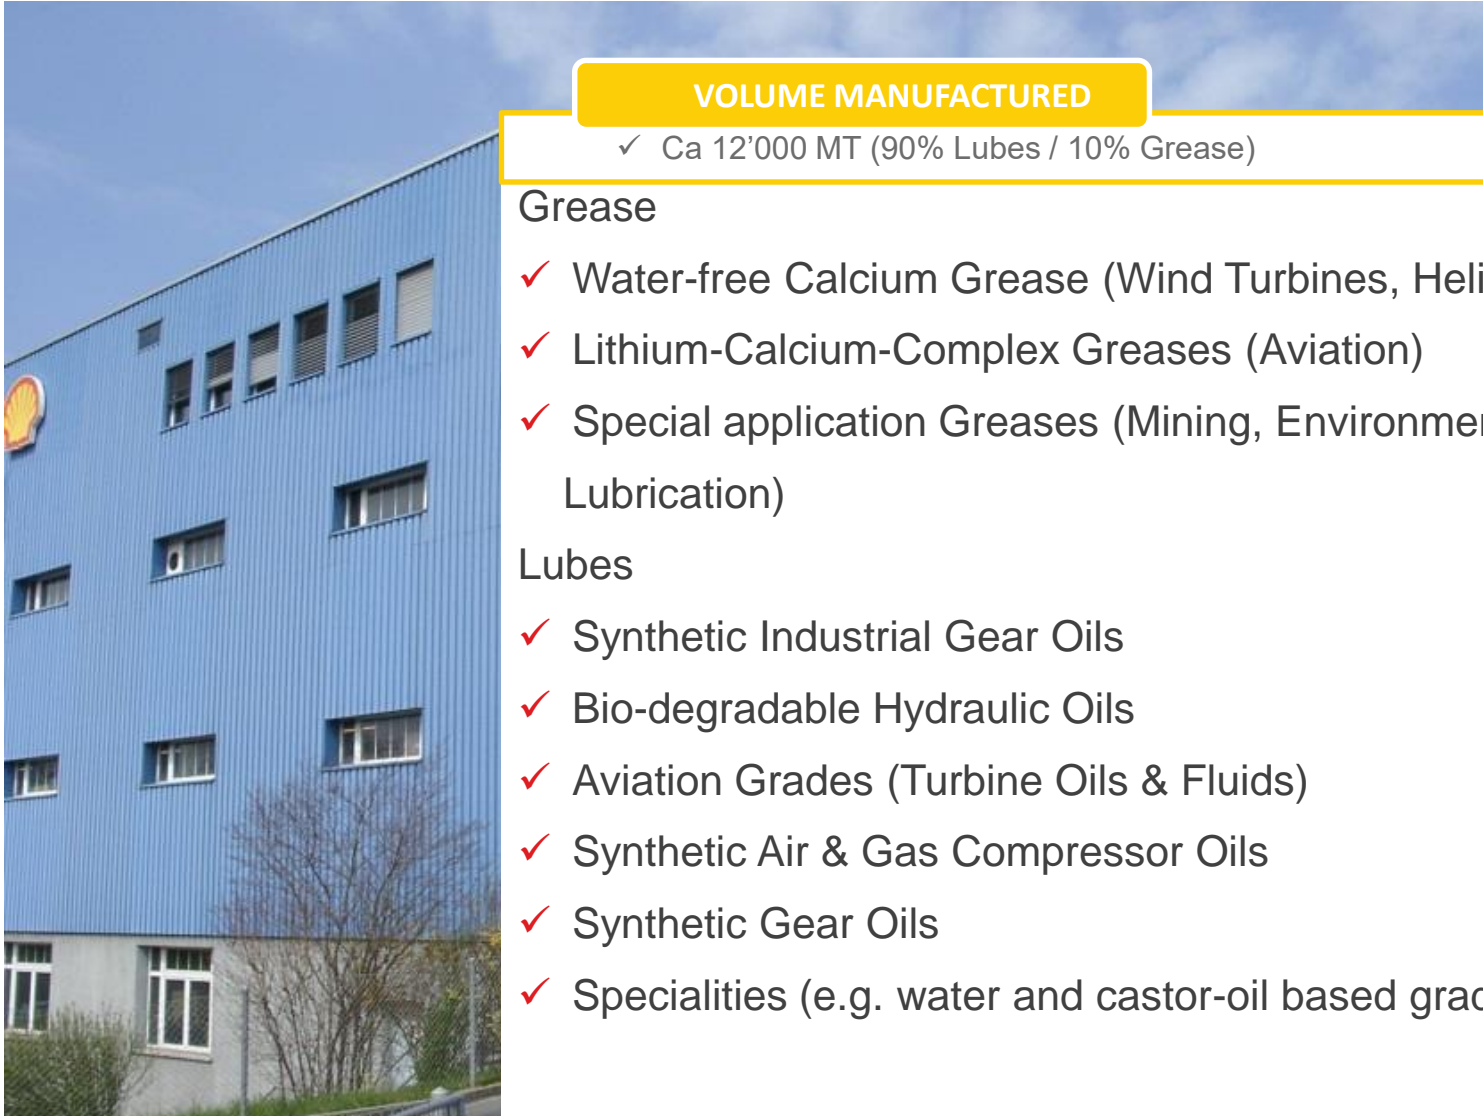 VOLUME MANUFACTURED
✓ Ca 12’000 MT (90% Lubes / 10% Grease)
Grease
✓ Water-free Calcium Grease (Wind Turbines,
✓ Lithium-Calcium-Complex Greases (Aviation)
✓ Special application Greases (Mining,
Lubrication)
Lubes
✓ Synthetic Industrial Gear Oils
✓ Bio-degradable Hydraulic Oils
✓ Aviation Grades (Turbine Oils & Fluids)
✓ Synthetic Air & Gas Compressor Oils
✓ Synthetic Gear Oils
✓ Specialities (e.g. water and castor-oil based